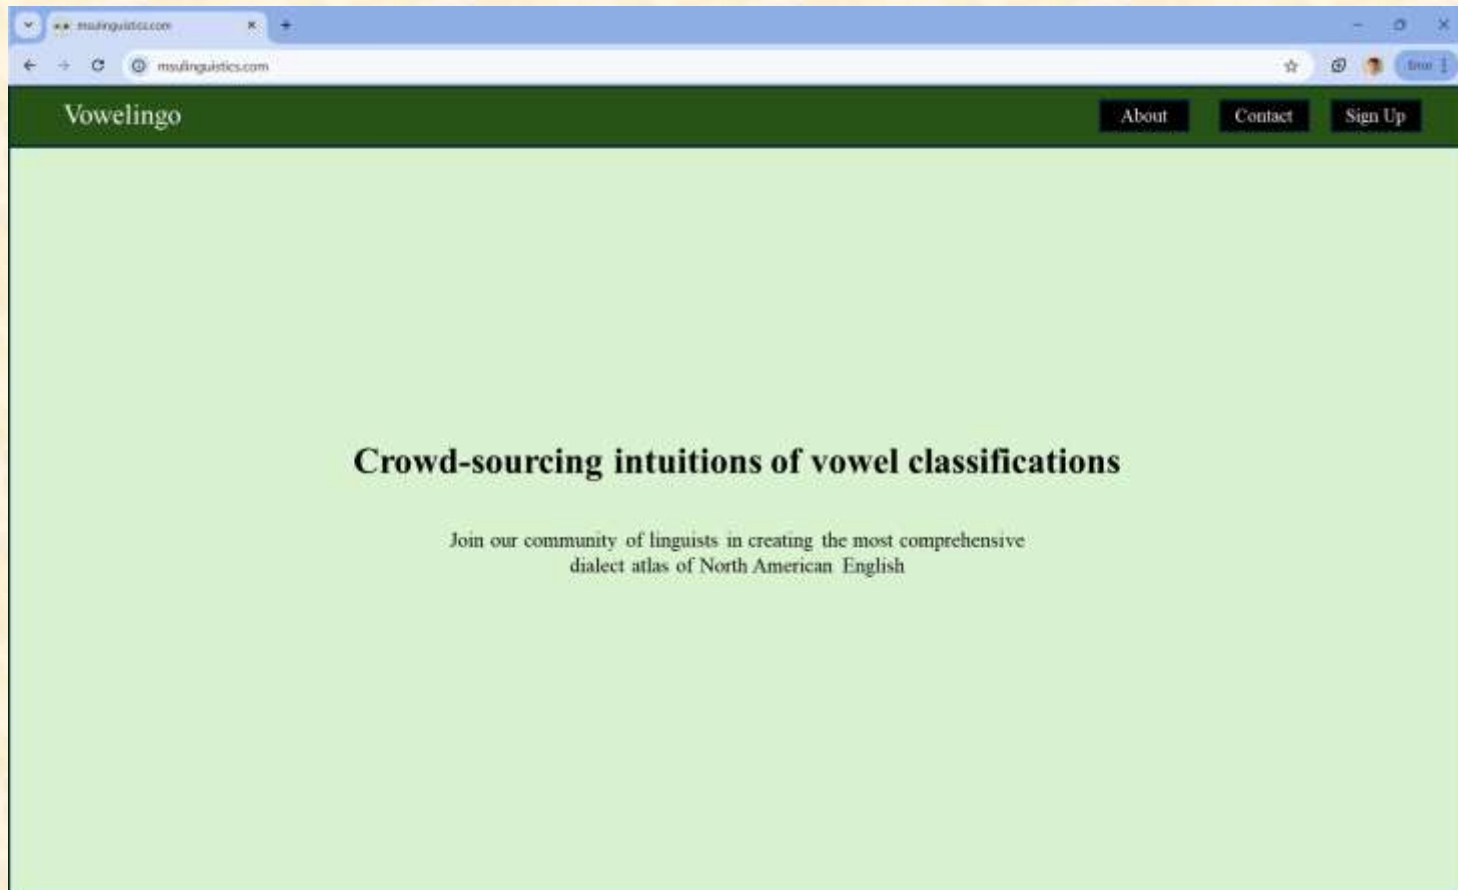 msulinguistics.com
msulinguistics.com
Vowelingo
About
Contact
Sign Up
Crowd-sourcing intuitions of vowel classifications
Join our community of linguists in creating the most comprehensive
dialect atlas of North American English